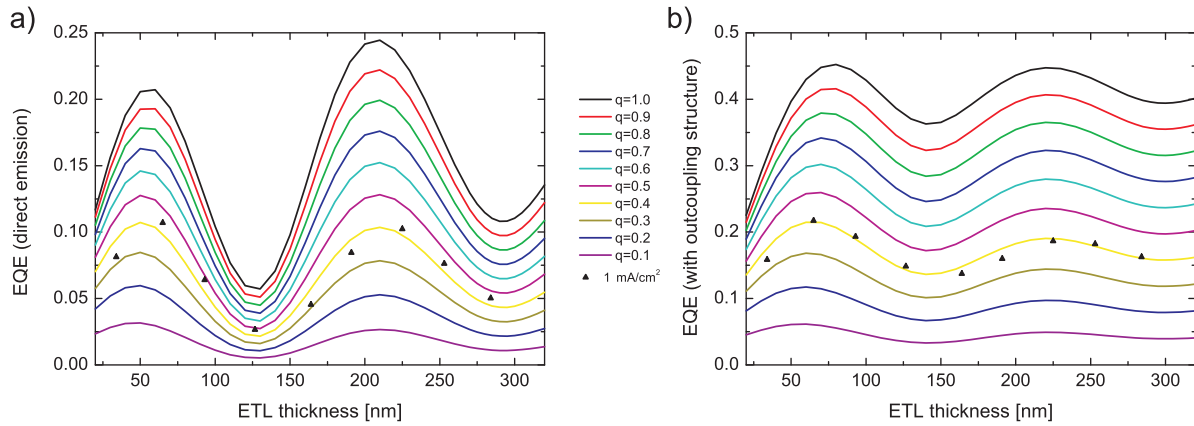 a)
EQE (direct emission)
0.25
0.20
0.15
0.10
0.05
0.00
50 100 150 200 250 300
ETL thickness [nm]
q=1.0
q=0.9
q=0.8
q=0.7
q=0.6
q=0.5
q=0.4
q=0.3
q=0.2
q=0.1
1 mA/cm²
b)
EQE (with outcoupling structure)
0.5
0.4
0.3
0.2
0.1
0.0
50 100 150 200 250 300
ETL thickness [nm]